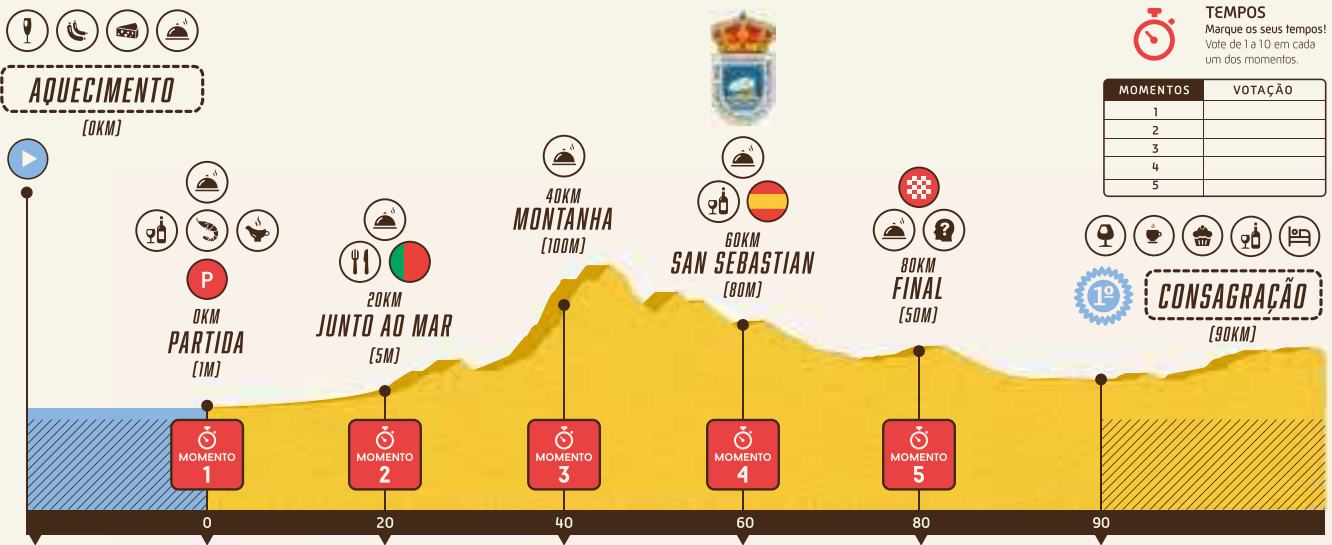 TEMPOS
Marque os seus tempos!
Vote de 1 a 10 em cada
um dos momentos.
MOMENTOS VOTAÇÃO
1
2
3
4
5
AQUECIMENTO
(0KM)
P
0KM
PARTIDA
(1M)
20KM
JUNTO AO MAR
(5M)
40KM
MONTANHA
(100M)
60KM
SAN SEBASTIAN
(80M)
?
80KM
FINAL
(50M)
1º
CONSAGRAÇÃO
(90KM)
MOMENTO
1
MOMENTO
2
MOMENTO
3
MOMENTO
4
MOMENTO
5
0 20 40 60 80 90